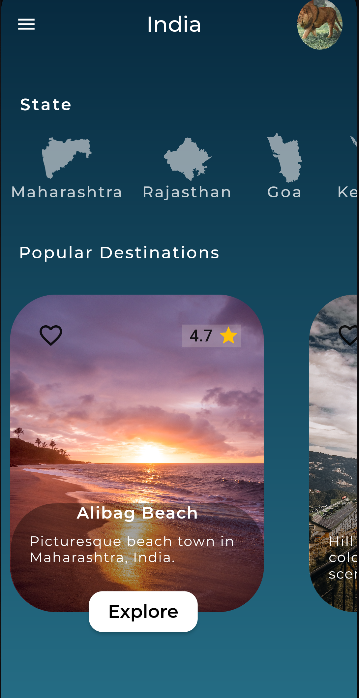 India
State
Maharashtra Rajasthan Goa Ke
Popular Destinations
4.7
Alibag Beach
Picturesque beach town in
Maharashtra, India.
Hill
colo
scen
Explore